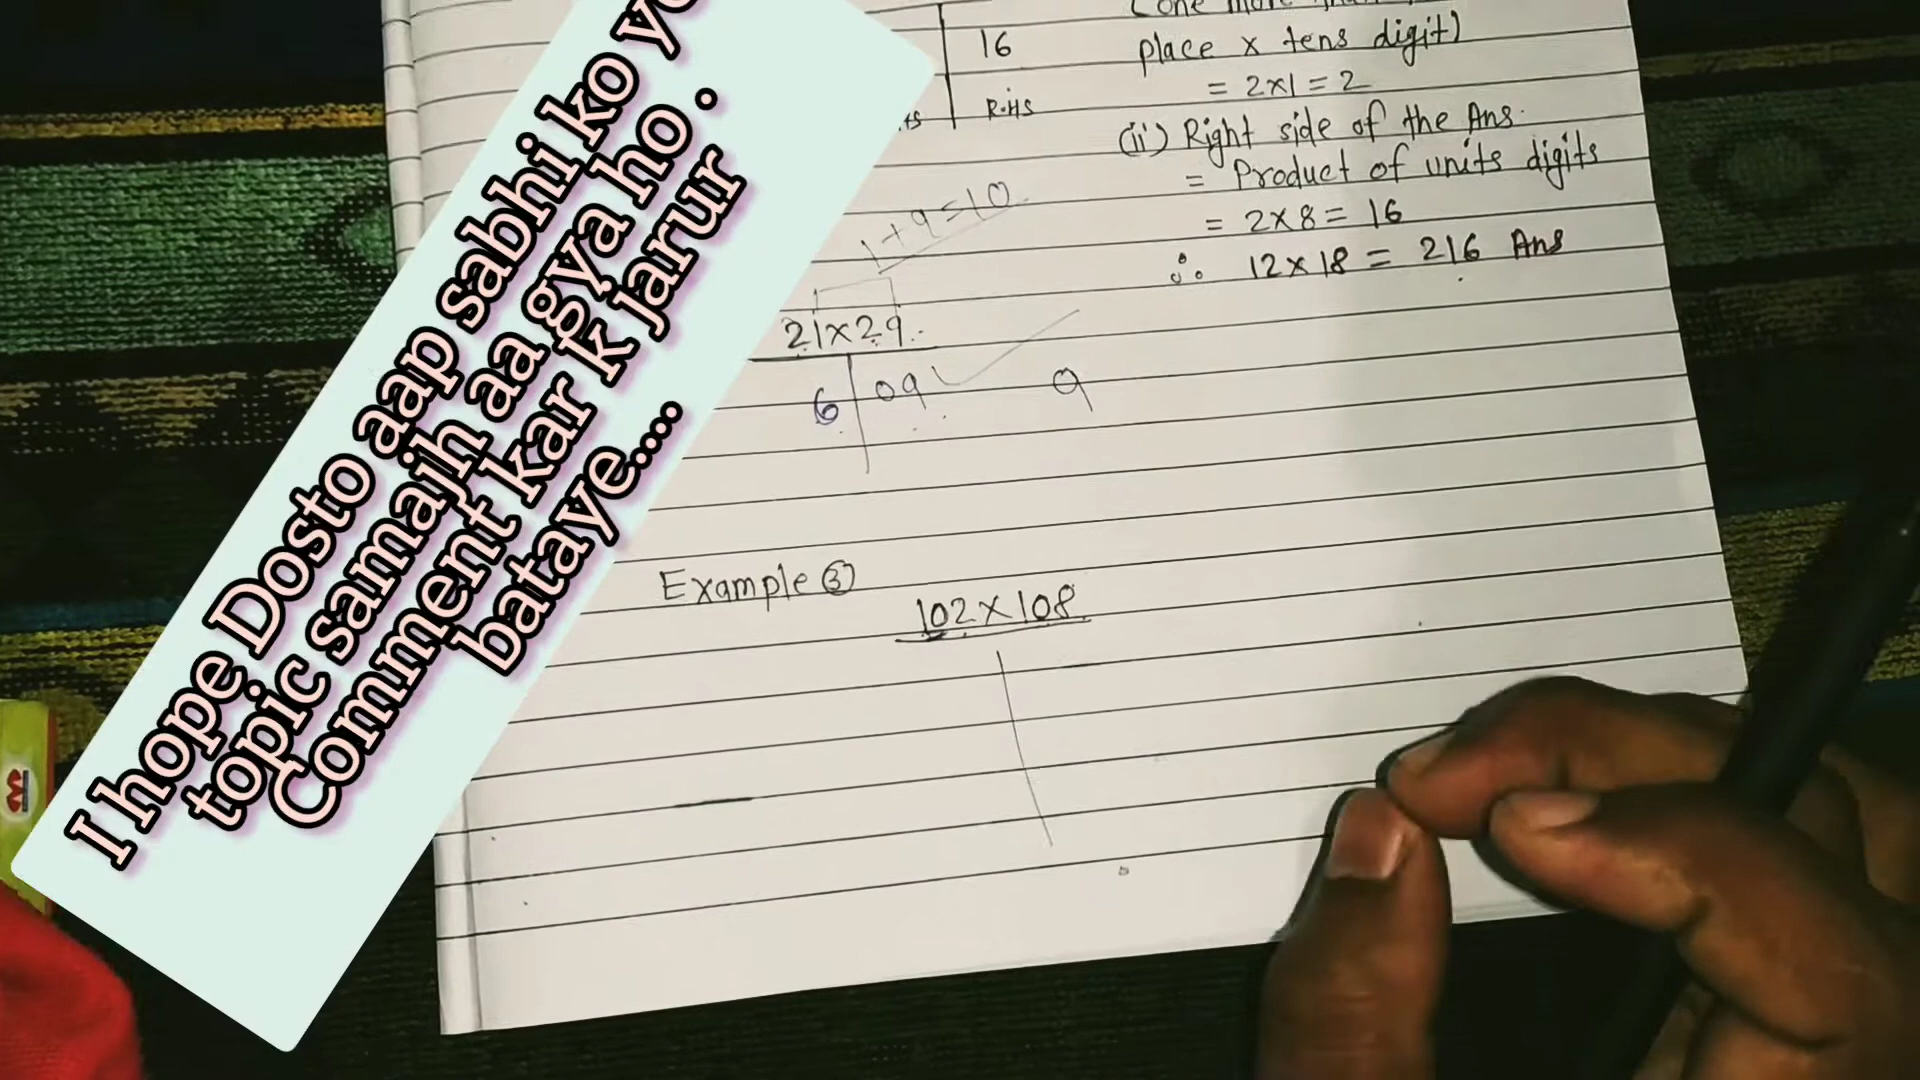 I hope Dosto aap sabhi ko
topic samajh aa gya ho .
Comment kar k jarur
bataye....
16
R.HS
place x tens digit)
= 2x1 = 2
(ii) Right side of the Ans.
= Product of units digits
= 2x8 = 16
∴ 12x18 = 216 Ans
1+9=10
21x29
6 09
9
Example ③
102x108